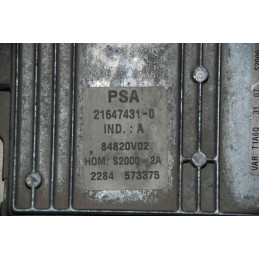 PSA
21647431-0
IND. : A
84820V02
HOM: S2000-2A
2284 573375